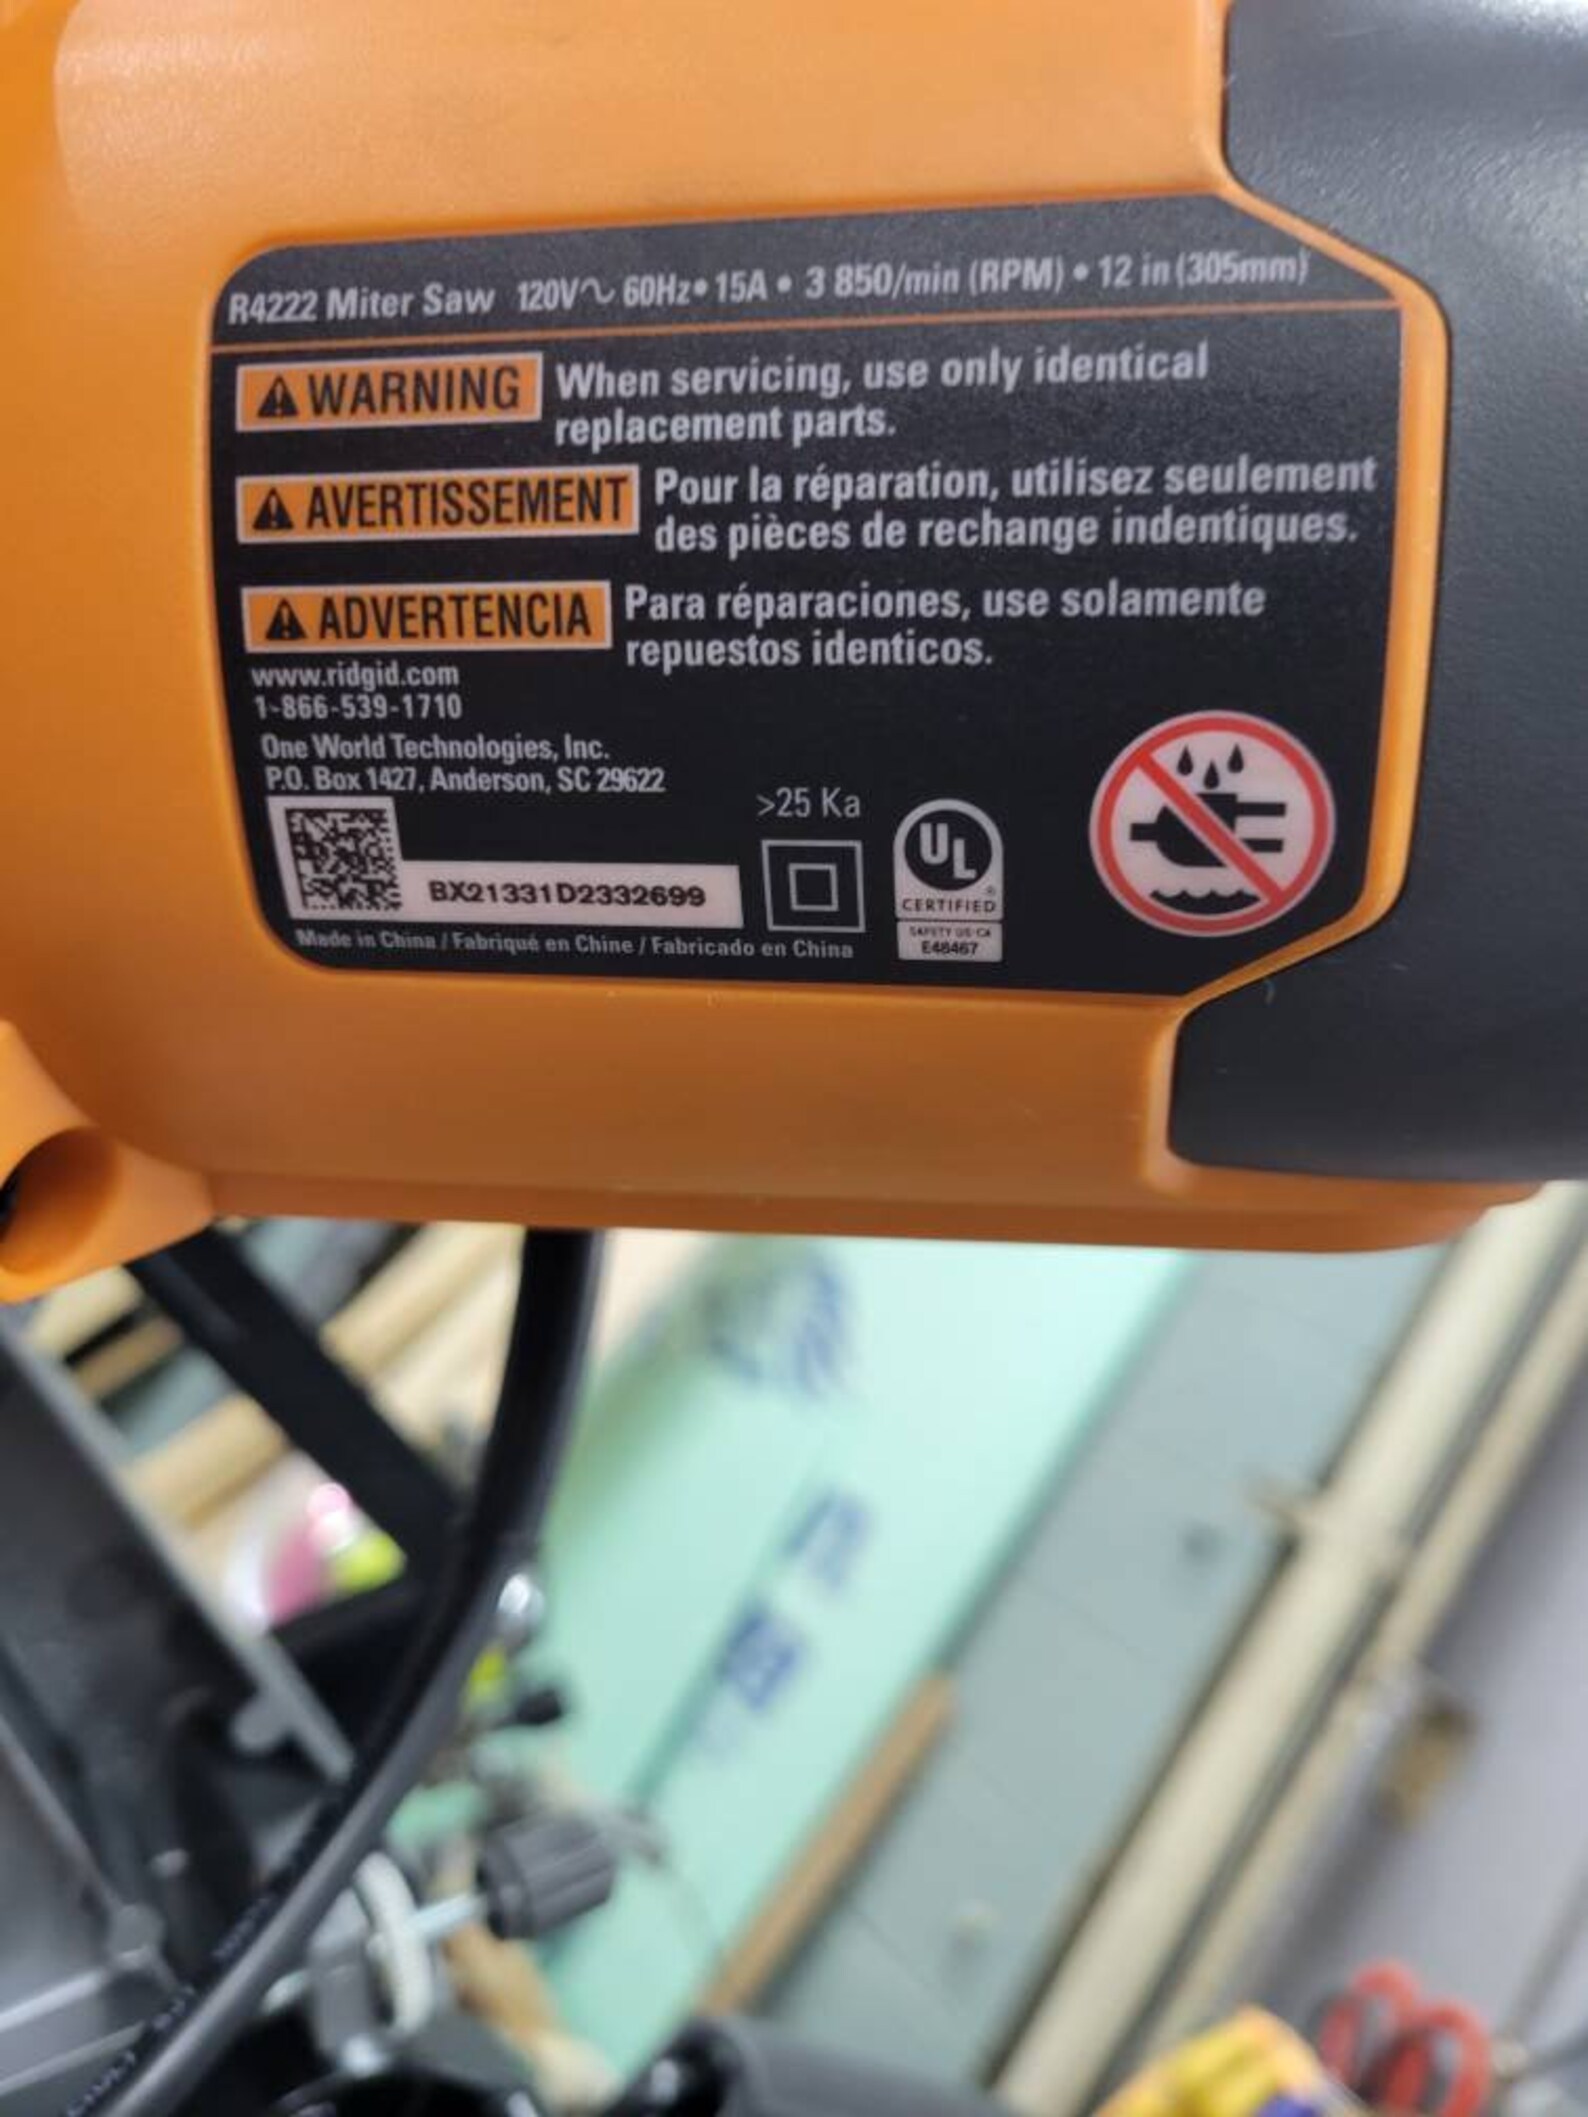 R4222 Miter Saw 120V∿ 60Hz • 15A • 3 850/min (RPM) • 12 in (305mm)
⚠ WARNING When servicing, use only identical
replacement parts.
⚠ AVERTISSEMENT Pour la réparation, utilisez seulement
des pièces de rechange indentiques.
⚠ ADVERTENCIA Para réparaciones, use solamente
repuestos identicos.
www.ridgid.com
1-866-539-1710
One World Technologies, Inc.
P.O. Box 1427, Anderson, SC 29622
>25 Ka
UL
®
CERTIFIED
SAFETY US-CA
E48467
BX21331D2332699
Made in China / Fabriqué en Chine / Fabricado en China